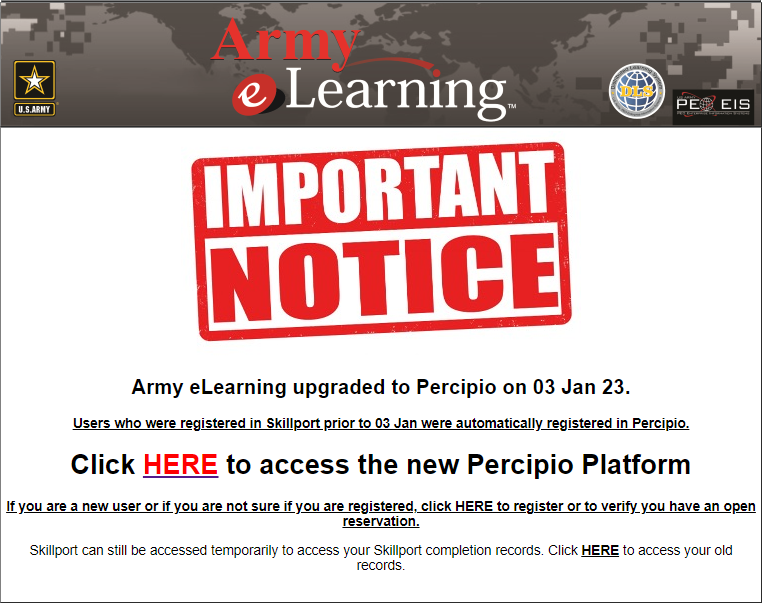 Army
e Learning™
U.S.ARMY
DLS
PEO EIS
IMPORTANT
NOTICE
Army eLearning upgraded to Percipio on 03 Jan 23.
Users who were registered in Skillport prior to 03 Jan were automatically registered in Percipio.
Click HERE to access the new Percipio Platform
If you are a new user or if you are not sure if you are registered, click HERE to register or to verify you have an open
reservation.
Skillport can still be accessed temporarily to access your Skillport completion records. Click HERE to access your old
records.